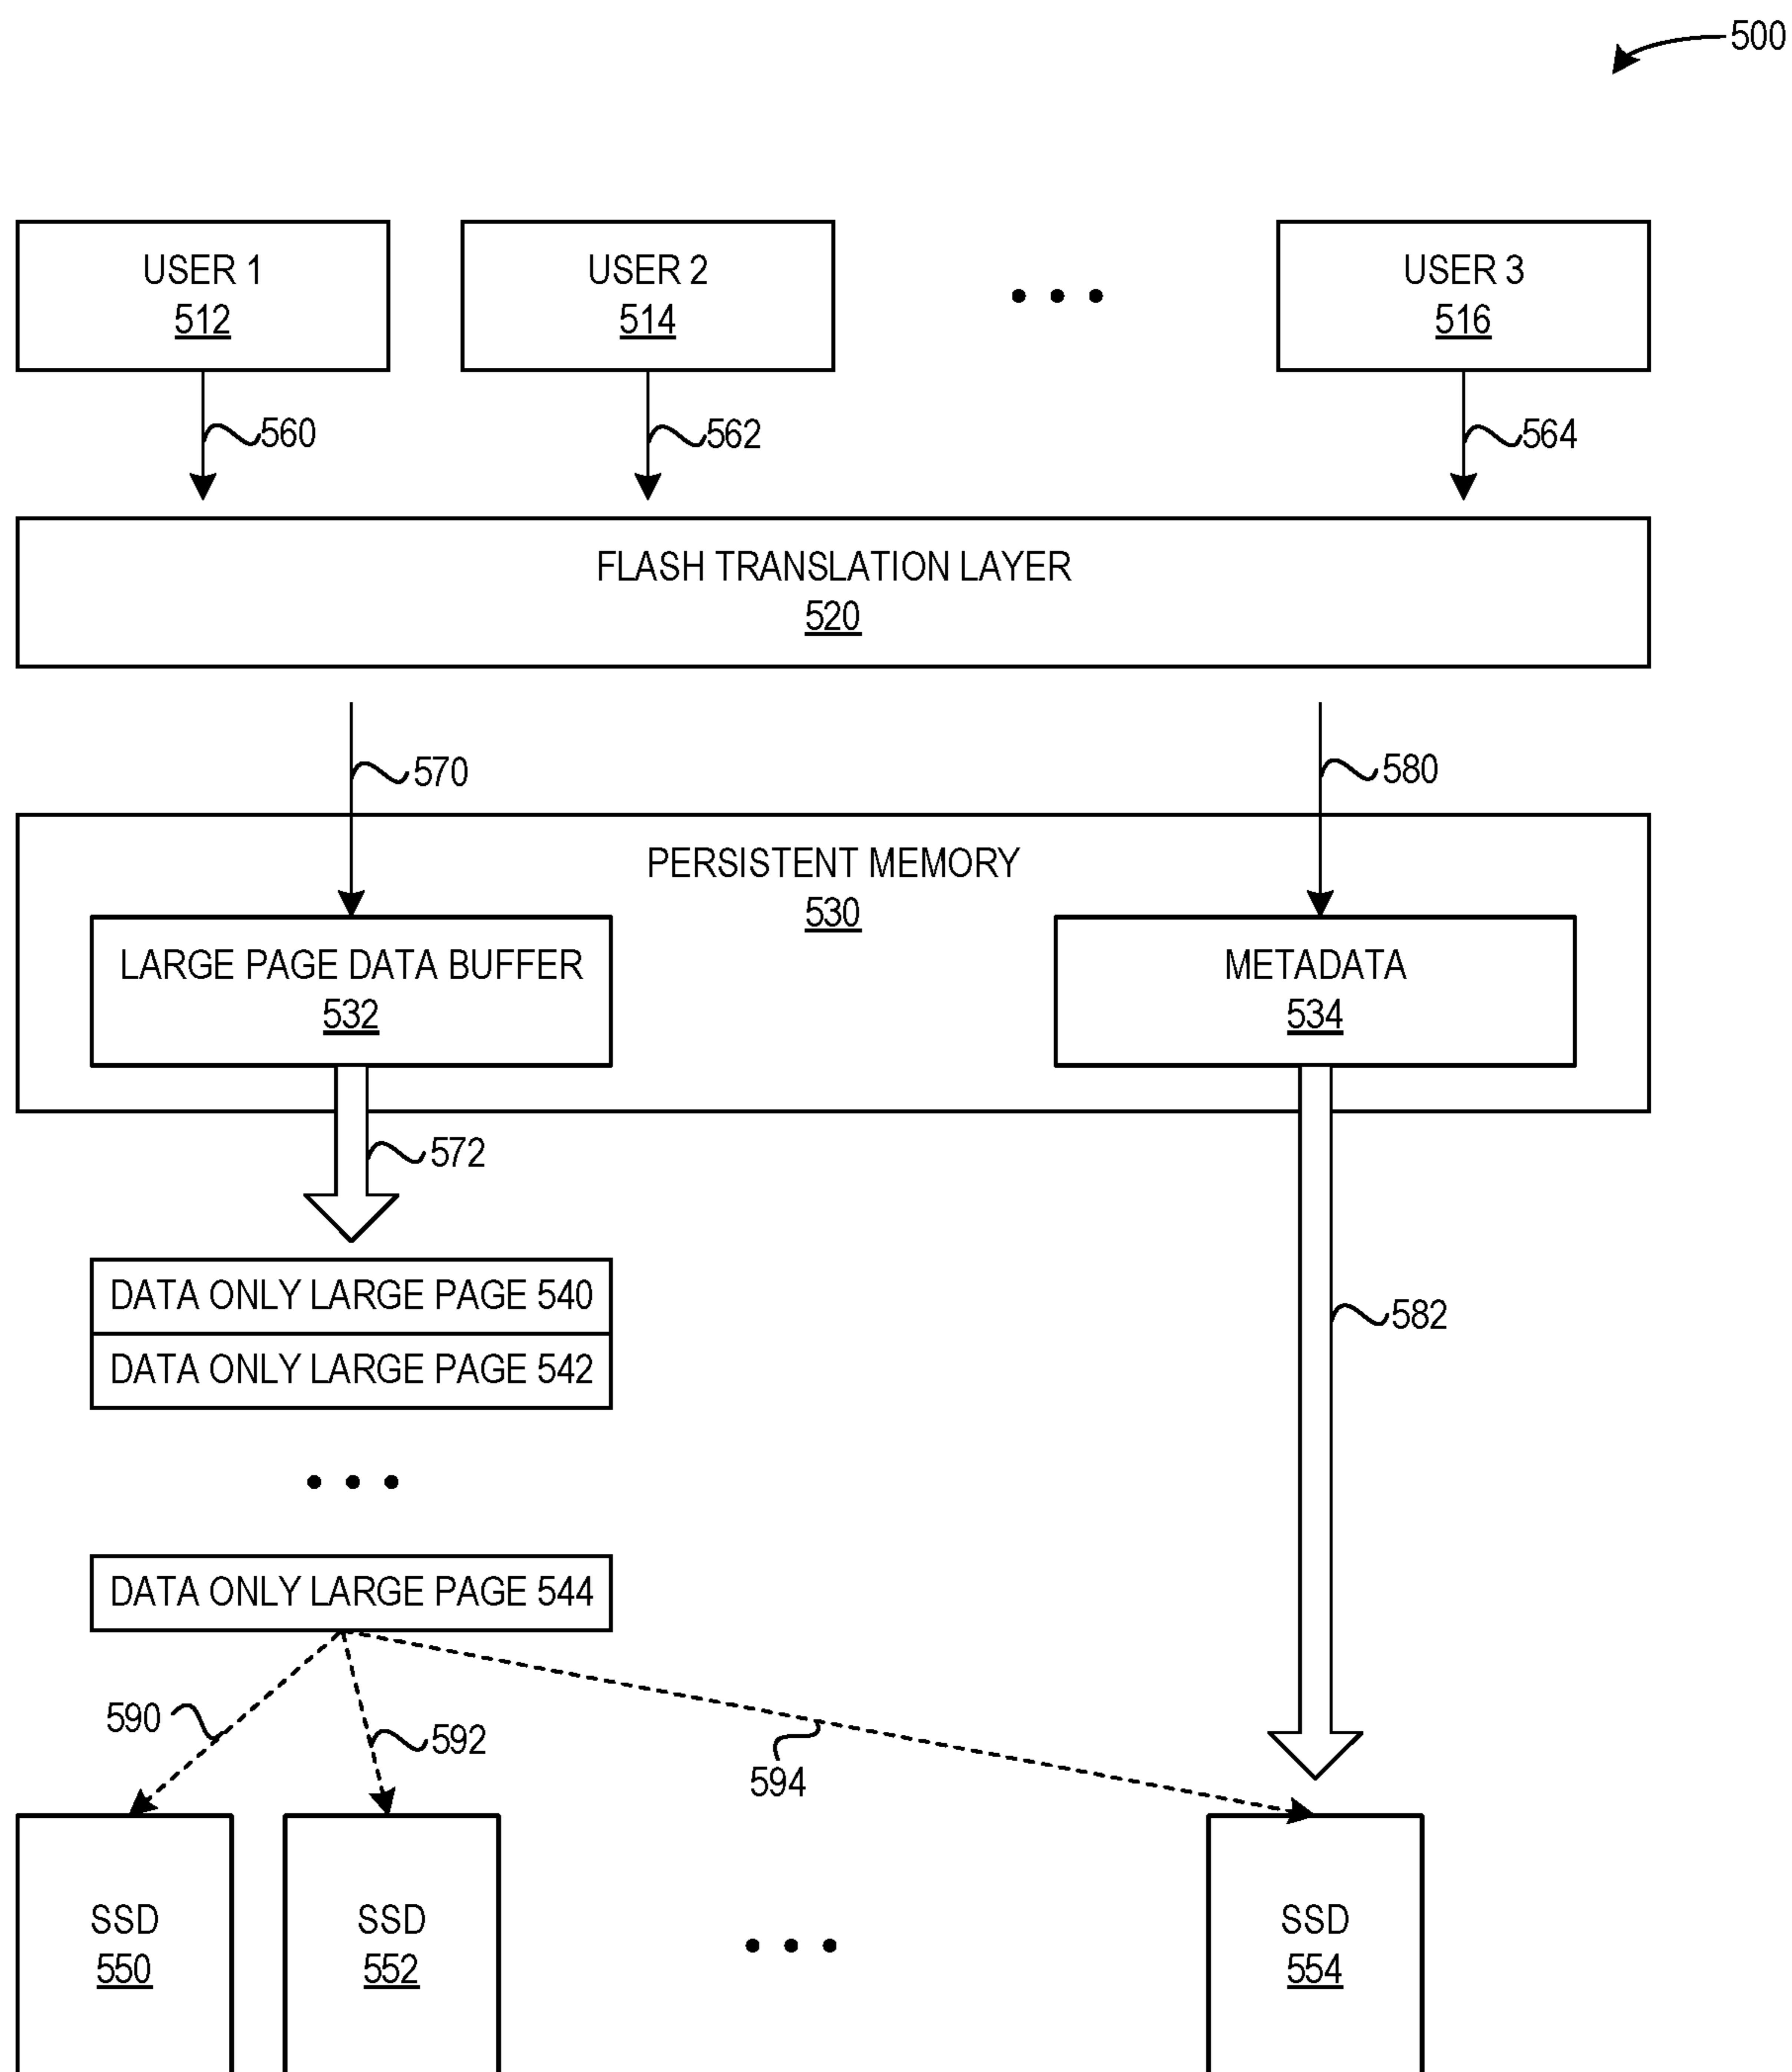 500
USER 1
512
USER 2
514
USER 3
516
560
562
564
FLASH TRANSLATION LAYER
520
570
580
PERSISTENT MEMORY
530
LARGE PAGE DATA BUFFER
532
METADATA
534
572
DATA ONLY LARGE PAGE 540
DATA ONLY LARGE PAGE 542
582
DATA ONLY LARGE PAGE 544
590
592
594
SSD
550
SSD
552
SSD
554